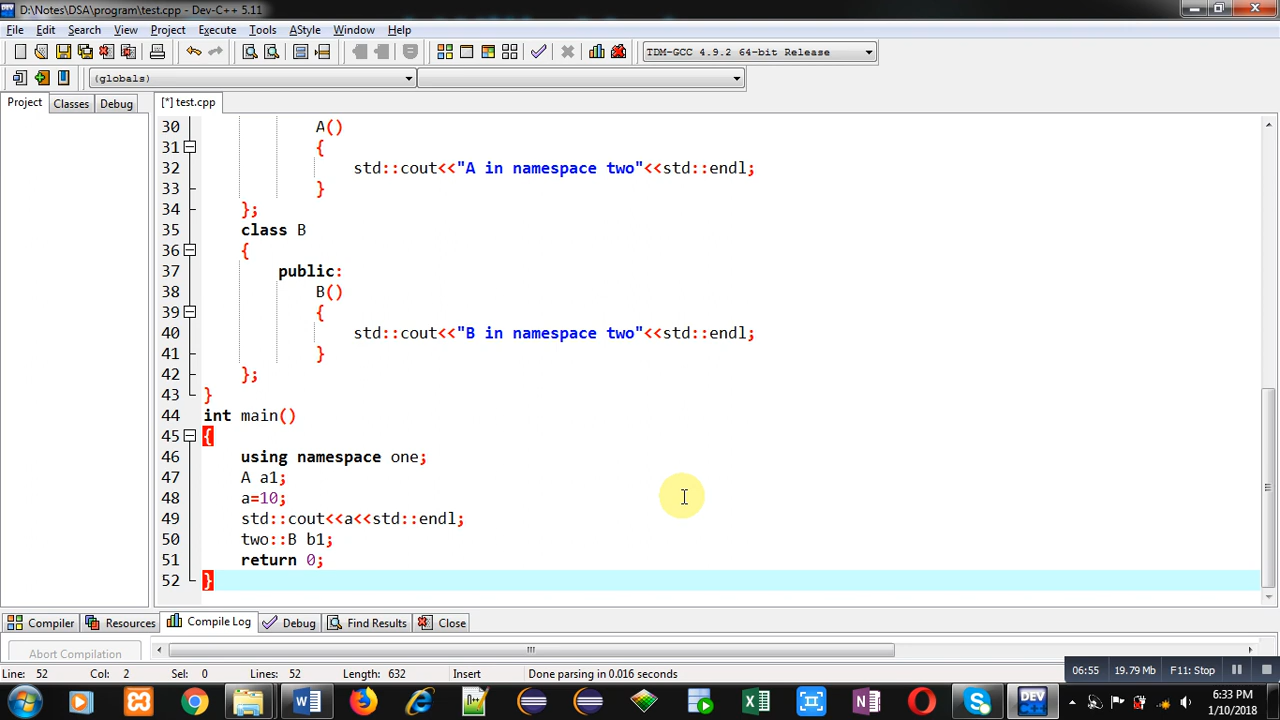 D:\Notes\DSA\program\test.cpp - Dev-C++ 5.11
File Edit Search View Project Execute Tools AStyle Window Help
TDM-GCC 4.9.2 64-bit Release
(globals)
Project Classes Debug [*] test.cpp
30 A()
31 {
32 std::cout<<"A in namespace two"<<std::endl;
33 }
34 };
35 class B
36 {
37 public:
38 B()
39 {
40 std::cout<<"B in namespace two"<<std::endl;
41 }
42 };
43 }
44 int main()
45 {
46 using namespace one;
47 A a1;
48 a=10;
49 std::cout<<a<<std::endl;
50 two::B b1;
51 return 0;
52 }
Compiler Resources Compile Log Debug Find Results Close
Abort Compilation
Line: 52 Col: 2 Sel: 0 Lines: 52 Length: 632 Insert Done parsing in 0.016 seconds
06:55 19.79 Mb F11: Stop
6:33 PM
1/10/2018